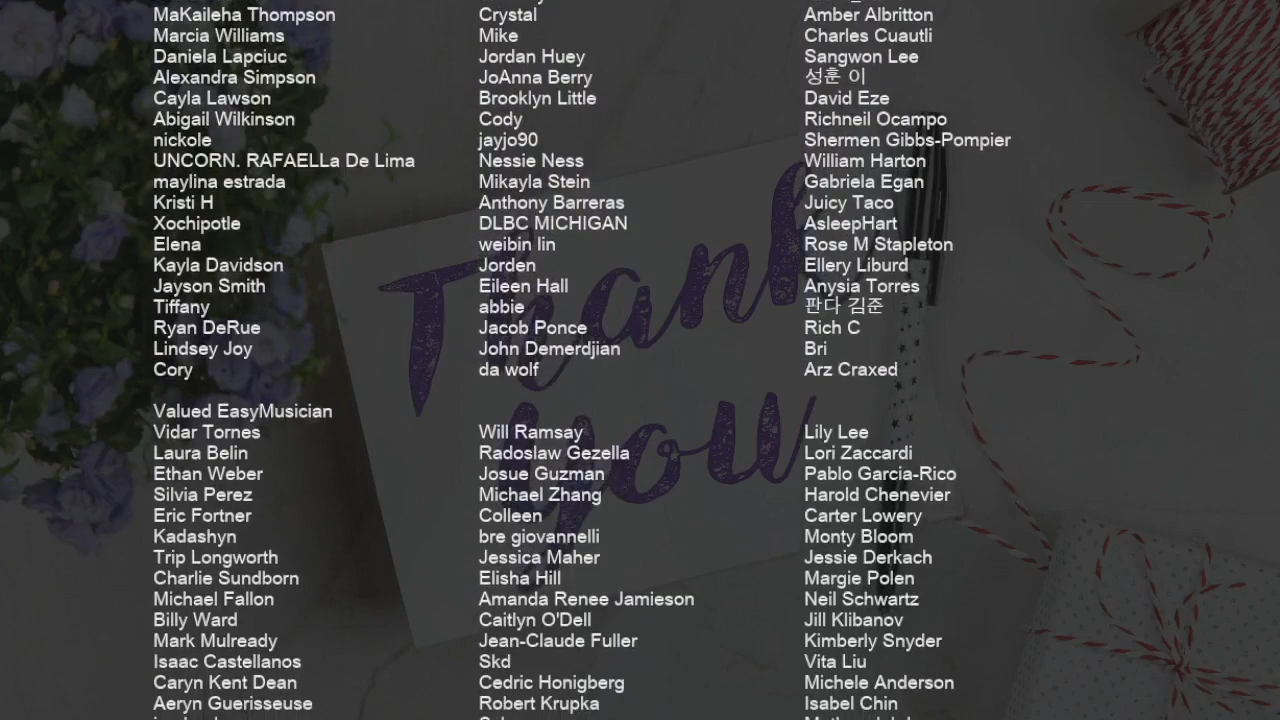 MaKaileha Thompson
Marcia Williams
Daniela Lapciuc
Alexandra Simpson
Cayla Lawson
Abigail Wilkinson
nickole
UNCORN. RAFAELLa De Lima
maylina estrada
Kristi H
Xochipotle
Elena
Kayla Davidson
Jayson Smith
Tiffany
Ryan DeRue
Lindsey Joy
Cory
Crystal
Mike
Jordan Huey
JoAnna Berry
Brooklyn Little
Cody
jayjo90
Nessie Ness
Mikayla Stein
Anthony Barreras
DLBC MICHIGAN
weibin lin
Jorden
Eileen Hall
abbie
Jacob Ponce
John Demerdjian
da wolf
Amber Albritton
Charles Cuautli
Sangwon Lee
성훈 이
David Eze
Richneil Ocampo
Shermen Gibbs-Pompier
William Harton
Gabriela Egan
Juicy Taco
AsleepHart
Rose M Stapleton
Ellery Liburd
Anysia Torres
판다 김준
Rich C
Bri
Arz Craxed
Valued EasyMusician
Vidar Tornes
Laura Belin
Ethan Weber
Silvia Perez
Eric Fortner
Kadashyn
Trip Longworth
Charlie Sundborn
Michael Fallon
Billy Ward
Mark Mulready
Isaac Castellanos
Caryn Kent Dean
Aeryn Guerisseuse
Will Ramsay
Radoslaw Gezella
Josue Guzman
Michael Zhang
Colleen
bre giovannelli
Jessica Maher
Elisha Hill
Amanda Renee Jamieson
Caitlyn O'Dell
Jean-Claude Fuller
Skd
Cedric Honigberg
Robert Krupka
Lily Lee
Lori Zaccardi
Pablo Garcia-Rico
Harold Chenevier
Carter Lowery
Monty Bloom
Jessie Derkach
Margie Polen
Neil Schwartz
Jill Klibanov
Kimberly Snyder
Vita Liu
Michele Anderson
Isabel Chin
Thank
you